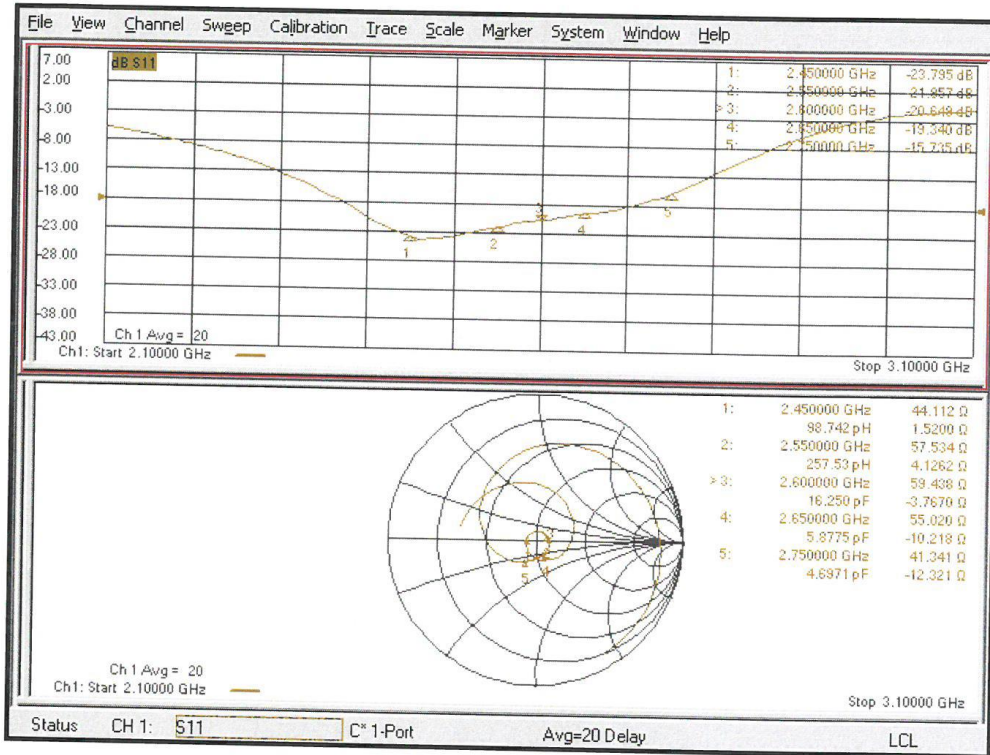 File View Channel Sweep Calibration Trace Scale Marker System Window Help
dB S11
7.00
2.00
-3.00
-8.00
-13.00
-18.00
-23.00
-28.00
-33.00
-38.00
-43.00
1: 2.450000 GHz -23.795 dB
2: 2.550000 GHz -21.857 dB
> 3: 2.600000 GHz -20.648 dB
4: 2.650000 GHz -19.340 dB
5: 2.750000 GHz -15.735 dB
1
2
3
4
5
Ch 1 Avg = 20
Ch1: Start 2.10000 GHz
Stop 3.10000 GHz
1: 2.450000 GHz 44.112 Ω
98.742 pH 1.5200 Ω
2: 2.550000 GHz 57.534 Ω
257.53 pH 4.1262 Ω
> 3: 2.600000 GHz 59.438 Ω
16.250 pF -3.7670 Ω
4: 2.650000 GHz 55.020 Ω
5.8775 pF -10.218 Ω
5: 2.750000 GHz 41.341 Ω
4.6971 pF -12.321 Ω
5
4
Ch 1 Avg = 20
Ch1: Start 2.10000 GHz
Stop 3.10000 GHz
Status CH 1: S11 C* 1-Port Avg=20 Delay LCL